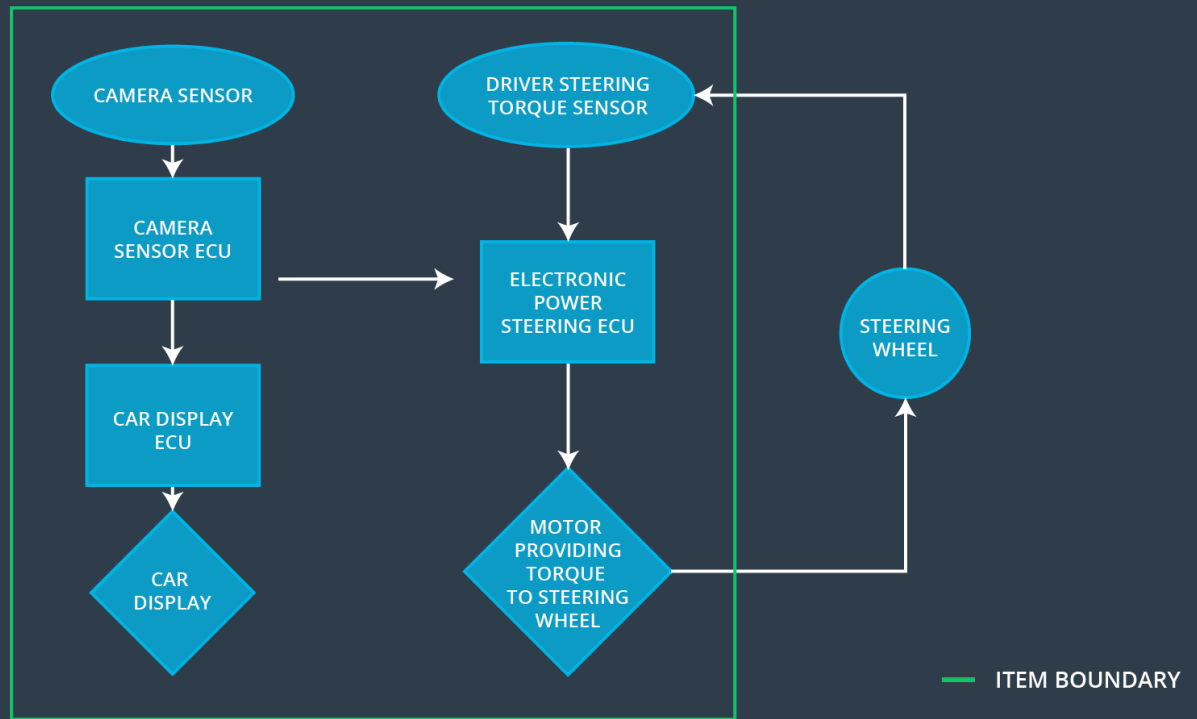 CAMERA SENSOR
DRIVER STEERING
TORQUE SENSOR
CAMERA
SENSOR ECU
ELECTRONIC
POWER
STEERING ECU
STEERING
WHEEL
CAR DISPLAY
ECU
MOTOR
PROVIDING
TORQUE
TO STEERING
WHEEL
CAR
DISPLAY
ITEM BOUNDARY